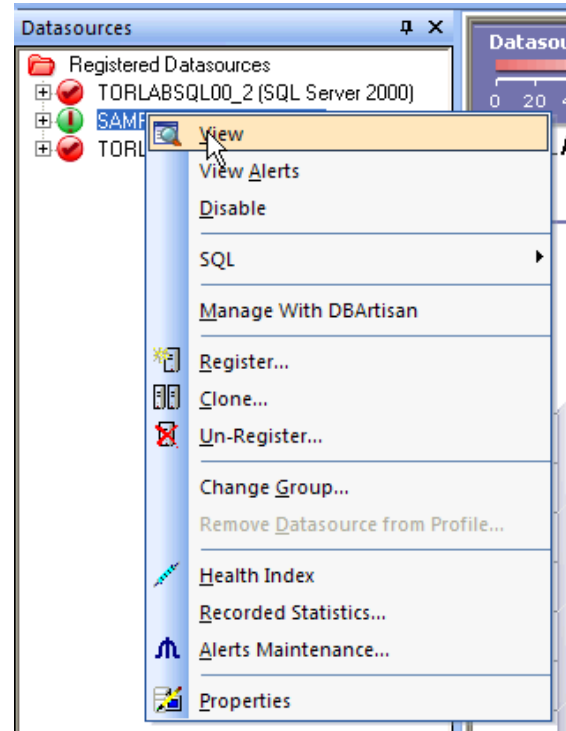 Datasources
Datasou
Registered Datasources
TORLABSQL00_2 (SQL Server 2000)
0 20 4
SAMP
TORL
View
View Alerts
Disable
SQL
Manage With DBArtisan
Register...
Clone...
Un-Register...
Change Group...
Remove Datasource from Profile...
Health Index
Recorded Statistics...
Alerts Maintenance...
Properties